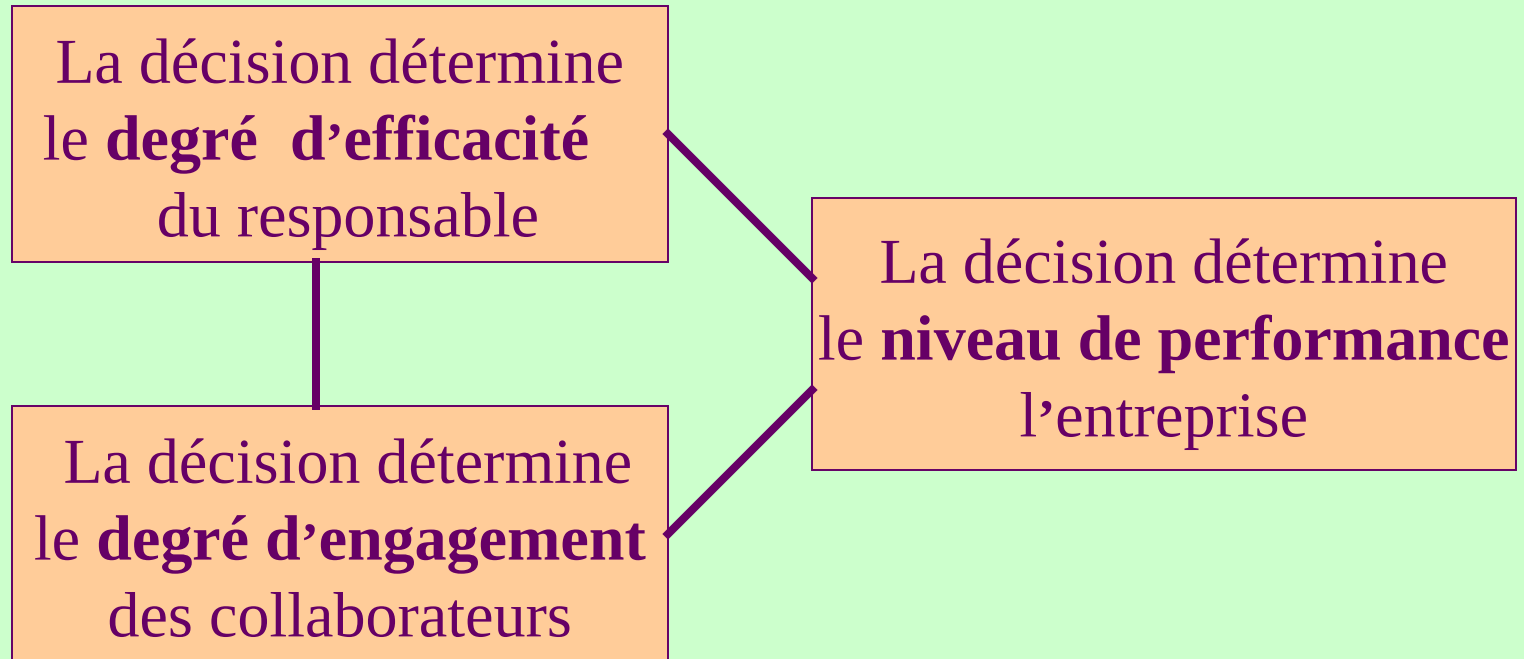 La décision détermine
le degré d’efficacité
du responsable
La décision détermine
le niveau de performance
l’entreprise
La décision détermine
le degré d’engagement
des collaborateurs